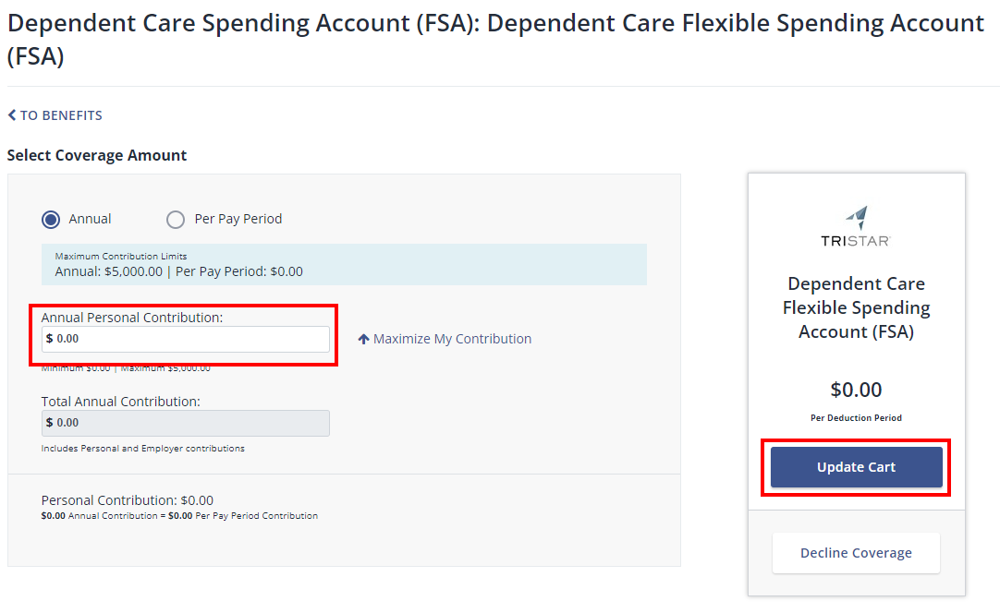 Dependent Care Spending Account (FSA): Dependent Care Flexible Spending Account
(FSA)
TO BENEFITS
Select Coverage Amount
Annual
Per Pay Period
Maximum Contribution Limits
Annual: $5,000.00 | Per Pay Period: $0.00
Annual Personal Contribution:
$ 0.00
Maximize My Contribution
Minimum $0.00 | Maximum $5,000.00
Total Annual Contribution:
$ 0.00
Includes Personal and Employer contributions
Personal Contribution: $0.00
$0.00 Annual Contribution = $0.00 Per Pay Period Contribution
TRISTAR
Dependent Care
Flexible Spending
Account (FSA)
$0.00
Per Deduction Period
Update Cart
Decline Coverage